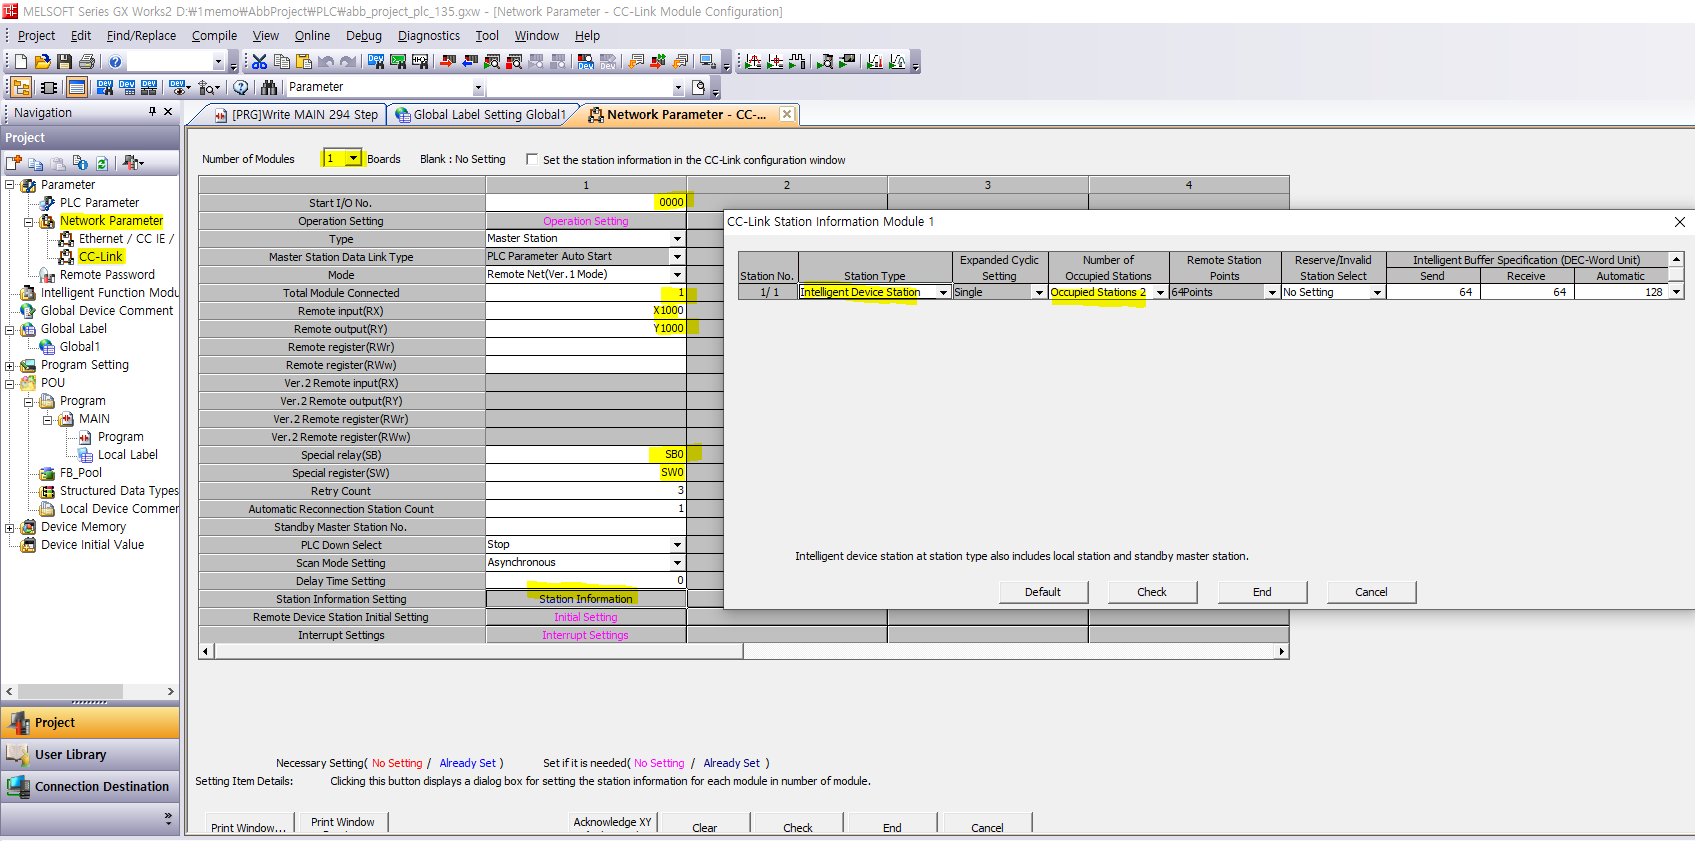 MELSOFT Series GX Works2 D:₩1memo₩AbbProject₩PLC₩abb_project_plc_135.gxw - [Network Parameter - CC-Link Module Configuration]
Project Edit Find/Replace Compile View Online Debug Diagnostics Tool Window Help
Parameter
Navigation
[PRG]Write MAIN 294 Step
Global Label Setting Global1
Network Parameter - CC-...
Project
Parameter
PLC Parameter
Network Parameter
Ethernet / CC IE /
CC-Link
Remote Password
Intelligent Function Modu
Global Device Comment
Global Label
Global1
Program Setting
POU
Program
MAIN
Program
Local Label
FB_Pool
Structured Data Types
Local Device Commer
Device Memory
Device Initial Value
Project
User Library
Connection Destination
Number of Modules 1 Boards Blank : No Setting Set the station information in the CC-Link configuration window
1 2 3 4
Start I/O No. 0000
Operation Setting Operation Setting
Type Master Station
Master Station Data Link Type PLC Parameter Auto Start
Mode Remote Net(Ver.1 Mode)
Total Module Connected 1
Remote input(RX) X1000
Remote output(RY) Y1000
Remote register(RWr)
Remote register(RWw)
Ver.2 Remote input(RX)
Ver.2 Remote output(RY)
Ver.2 Remote register(RWr)
Ver.2 Remote register(RWw)
Special relay(SB) SB0
Special register(SW) SW0
Retry Count 3
Automatic Reconnection Station Count 1
Standby Master Station No.
PLC Down Select Stop
Scan Mode Setting Asynchronous
Delay Time Setting 0
Station Information Setting Station Information
Remote Device Station Initial Setting Initial Setting
Interrupt Settings Interrupt Settings
CC-Link Station Information Module 1
Expanded Cyclic Number of Remote Station Reserve/Invalid Intelligent Buffer Specification (DEC-Word Unit)
Station No. Station Type Setting Occupied Stations Points Station Select Send Receive Automatic
1/ 1 Intelligent Device Station Single Occupied Stations 2 64Points No Setting 64 64 128
Intelligent device station at station type also includes local station and standby master station.
Default Check End Cancel
Necessary Setting( No Setting / Already Set ) Set if it is needed( No Setting / Already Set )
Setting Item Details: Clicking this button displays a dialog box for setting the station information for each module in number of module.
Print Window... Print Window Acknowledge XY Clear Check End Cancel